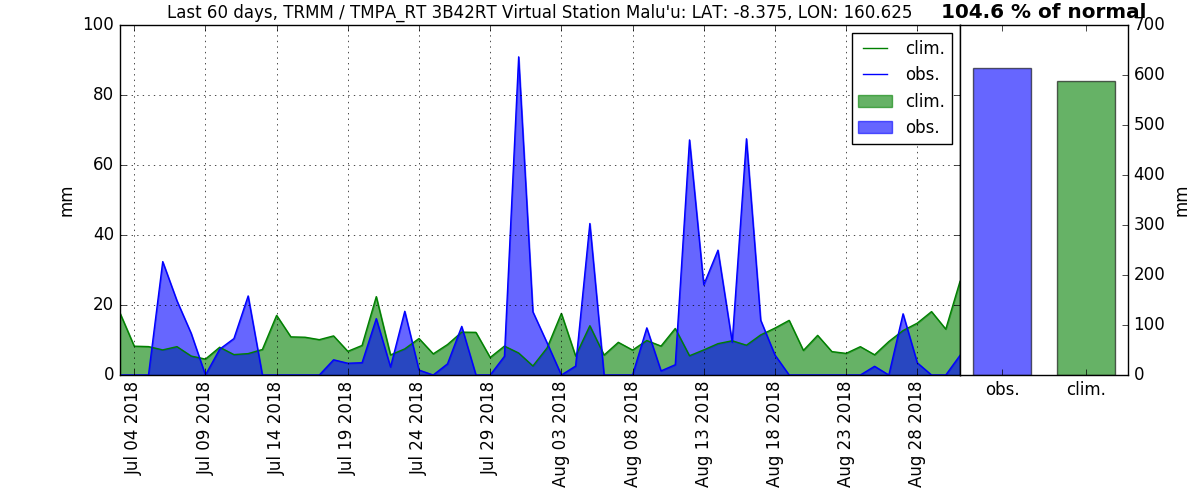 Last 60 days, TRMM / TMPA_RT 3B42RT Virtual Station Malu'u: LAT: -8.375, LON: 160.625
104.6 % of normal
100
80
60
40
20
0
mm
clim.
obs.
clim.
obs.
700
600
500
400
300
200
100
0
mm
Jul 04 2018
Jul 09 2018
Jul 14 2018
Jul 19 2018
Jul 24 2018
Jul 29 2018
Aug 03 2018
Aug 08 2018
Aug 13 2018
Aug 18 2018
Aug 23 2018
Aug 28 2018
obs.
clim.